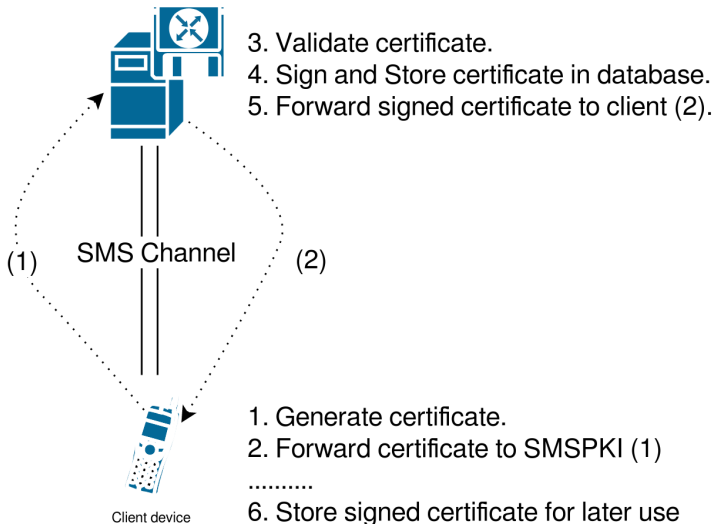 3. Validate certificate.
4. Sign and Store certificate in database.
5. Forward signed certificate to client (2).
(1)
SMS Channel
(2)
1. Generate certificate.
2. Forward certificate to SMSPKI (1)
..........
6. Store signed certificate for later use
Client device